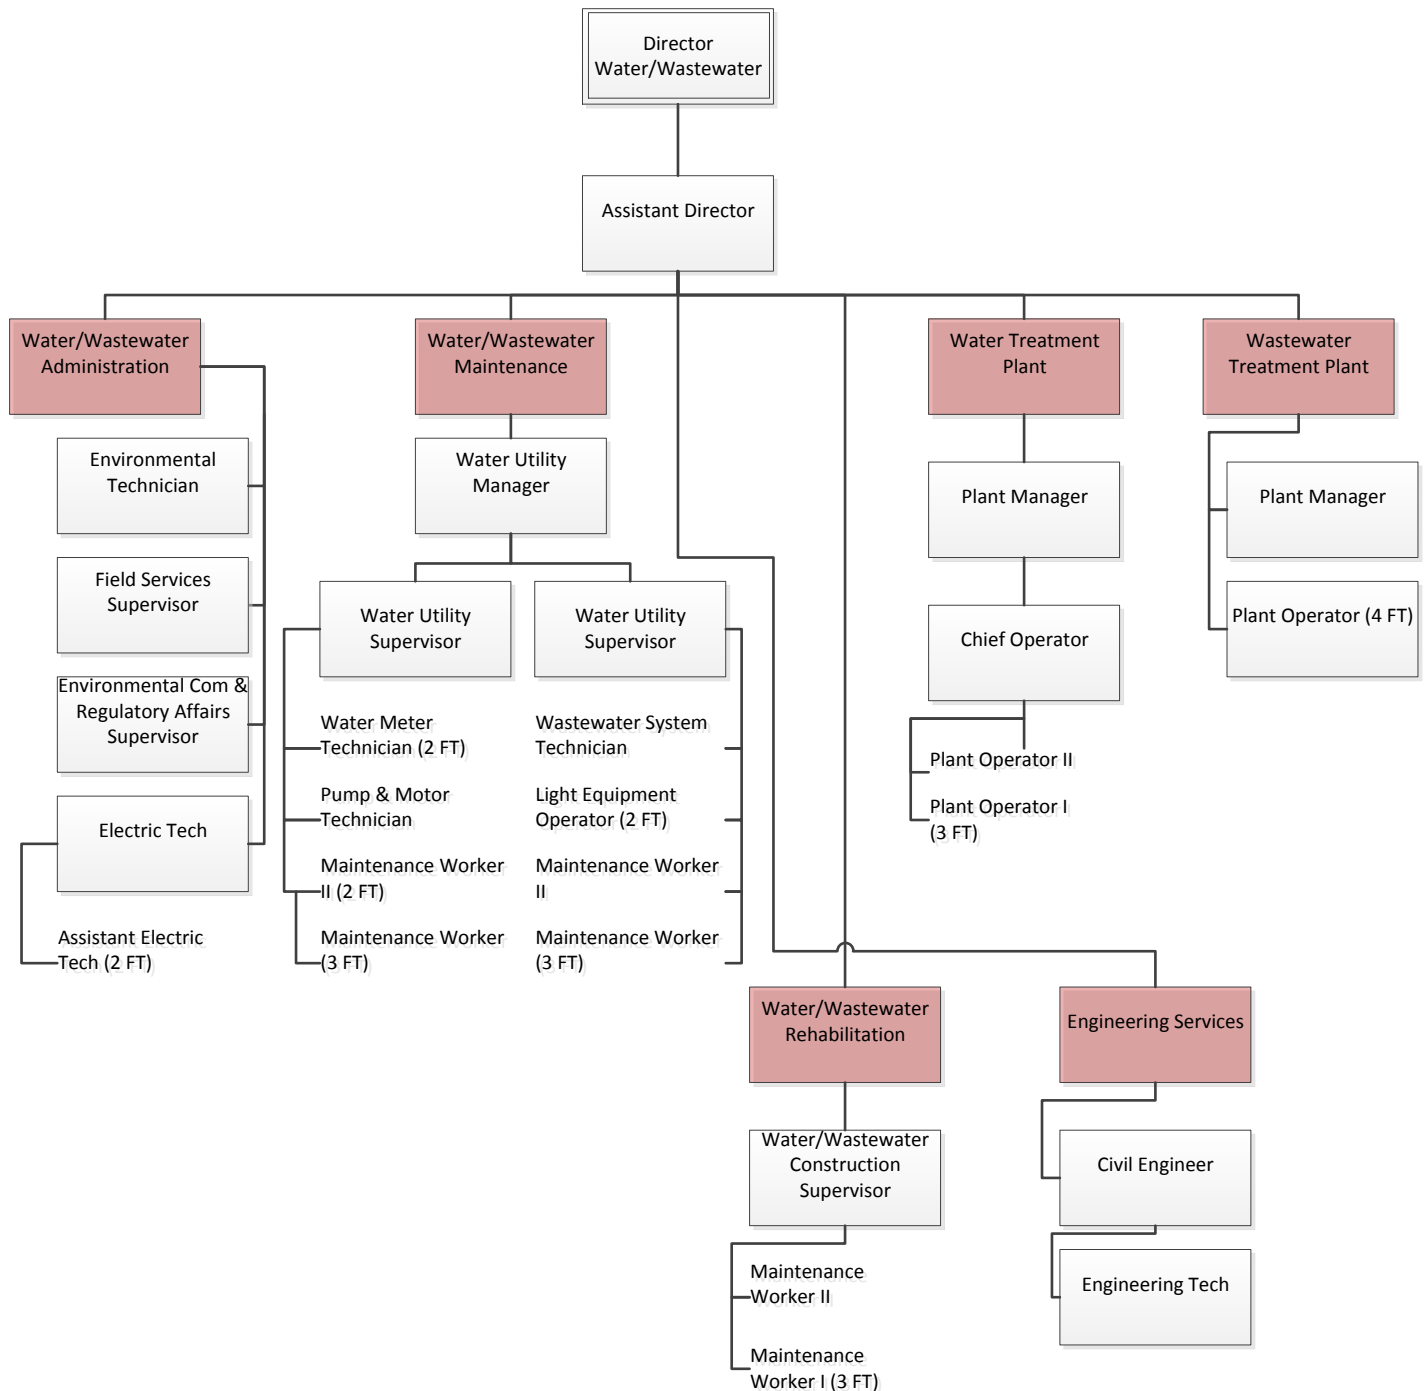 Director
Water/Wastewater
Assistant Director
Water/Wastewater
Administration
Environmental
Technician
Field Services
Supervisor
Environmental Com &
Regulatory Affairs
Supervisor
Electric Tech
Assistant Electric
Tech (2 FT)
Water/Wastewater
Maintenance
Water Utility
Manager
Water Utility
Supervisor
Water Meter
Technician (2 FT)
Pump & Motor
Technician
Maintenance Worker
II (2 FT)
Maintenance Worker
(3 FT)
Water Utility
Supervisor
Wastewater System
Technician
Light Equipment
Operator (2 FT)
Maintenance Worker
II
Maintenance Worker
(3 FT)
Water Treatment
Plant
Plant Manager
Chief Operator
Plant Operator II
Plant Operator I
(3 FT)
Wastewater
Treatment Plant
Plant Manager
Plant Operator (4 FT)
Water/Wastewater
Rehabilitation
Water/Wastewater
Construction
Supervisor
Maintenance
Worker II
Maintenance
Worker I (3 FT)
Engineering Services
Civil Engineer
Engineering Tech